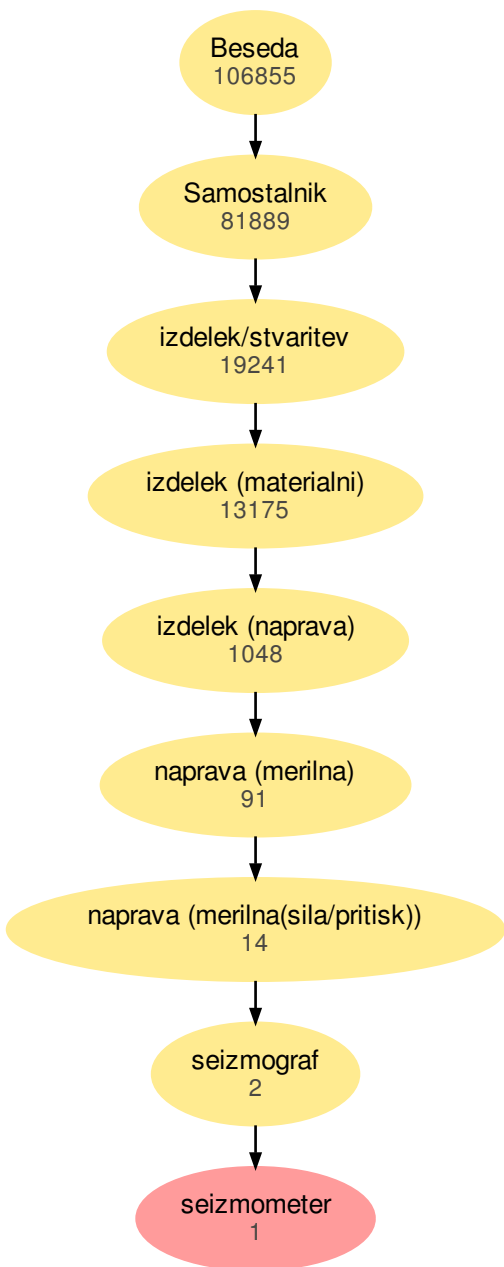 Beseda
106855
Samostalnik
81889
izdelek/stvaritev
19241
izdelek (materialni)
13175
izdelek (naprava)
1048
naprava (merilna)
91
naprava (merilna(sila/pritisk))
14
seizmograf
2
seizmometer
1